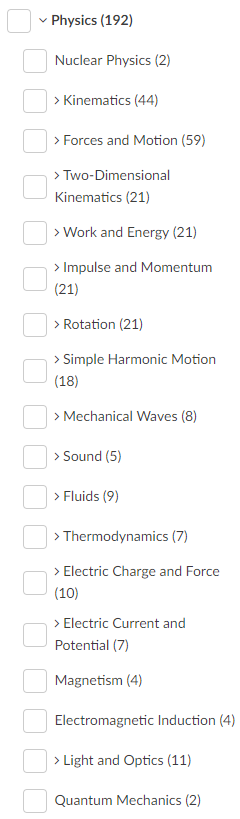 Physics (192)
Nuclear Physics (2)
> Kinematics (44)
> Forces and Motion (59)
> Two-Dimensional
Kinematics (21)
> Work and Energy (21)
> Impulse and Momentum
(21)
> Rotation (21)
> Simple Harmonic Motion
(18)
> Mechanical Waves (8)
> Sound (5)
> Fluids (9)
> Thermodynamics (7)
> Electric Charge and Force
(10)
> Electric Current and
Potential (7)
Magnetism (4)
Electromagnetic Induction (4)
> Light and Optics (11)
Quantum Mechanics (2)